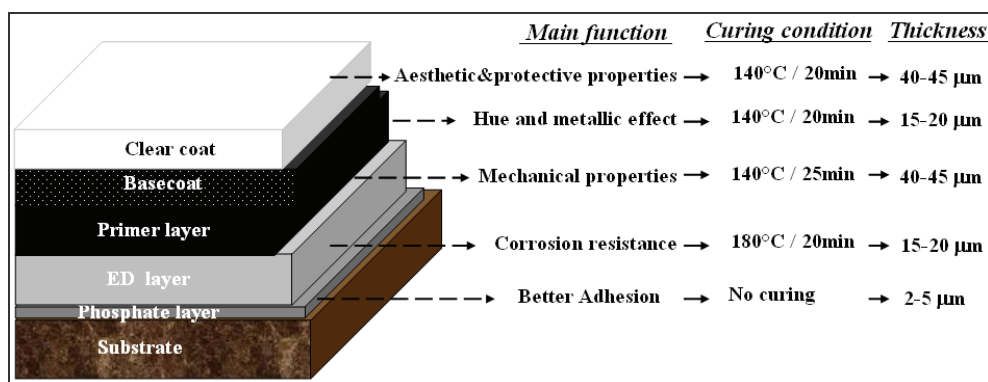 Main function Curing condition Thickness
Aesthetic&protective properties 140°C / 20min 40-45 µm
Hue and metallic effect 140°C / 20min 15-20 µm
Clear coat
Basecoat Mechanical properties 140°C / 25min 40-45 µm
Primer layer
Corrosion resistance 180°C / 20min 15-20 µm
ED layer
Better Adhesion No curing 2-5 µm
Phosphate layer
Substrate